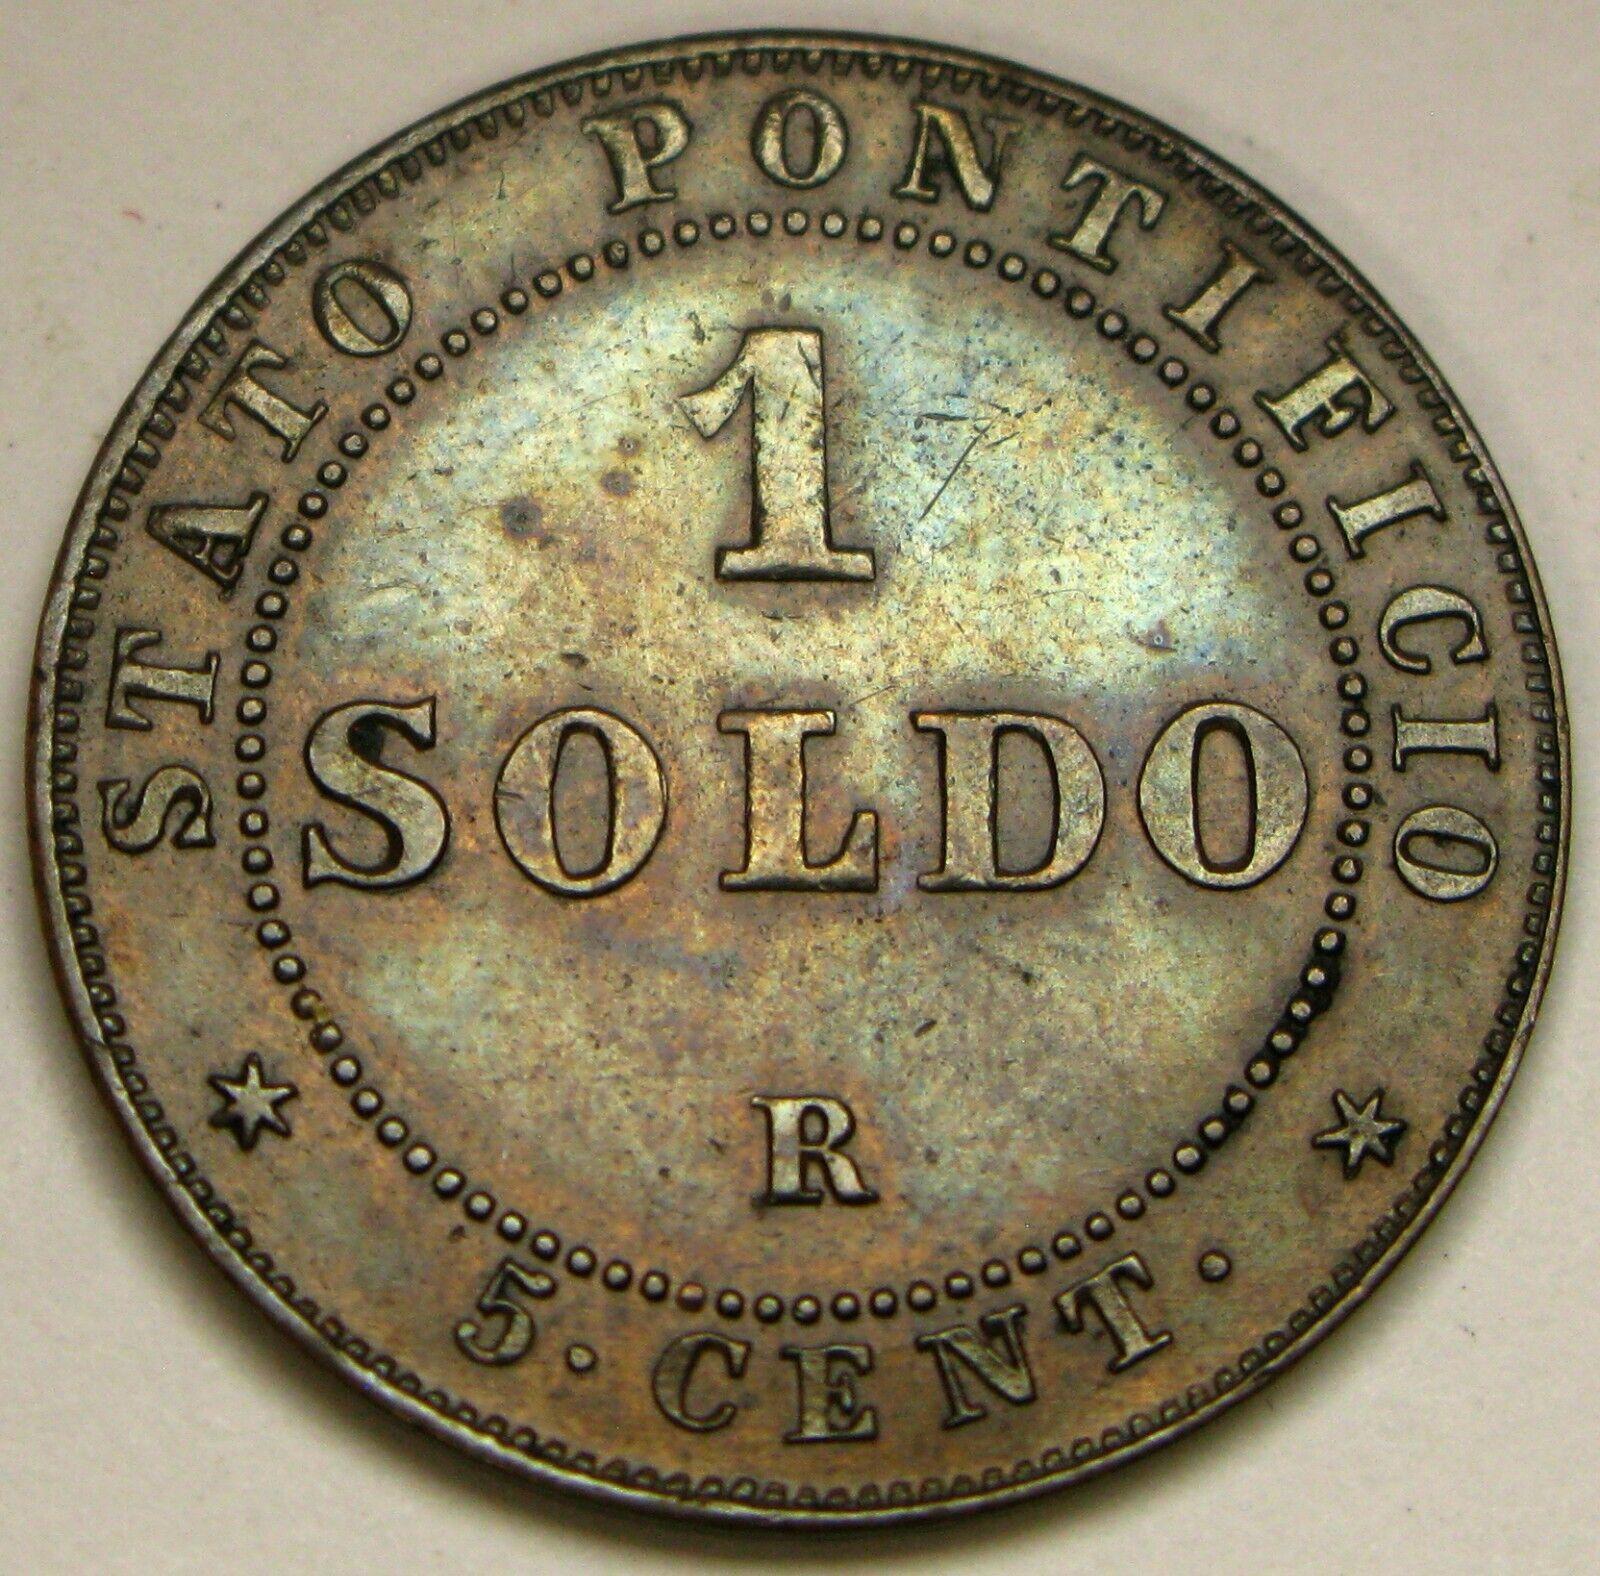 STATO PONTIFICIO
1
SOLDO
R
5 · CENT ·